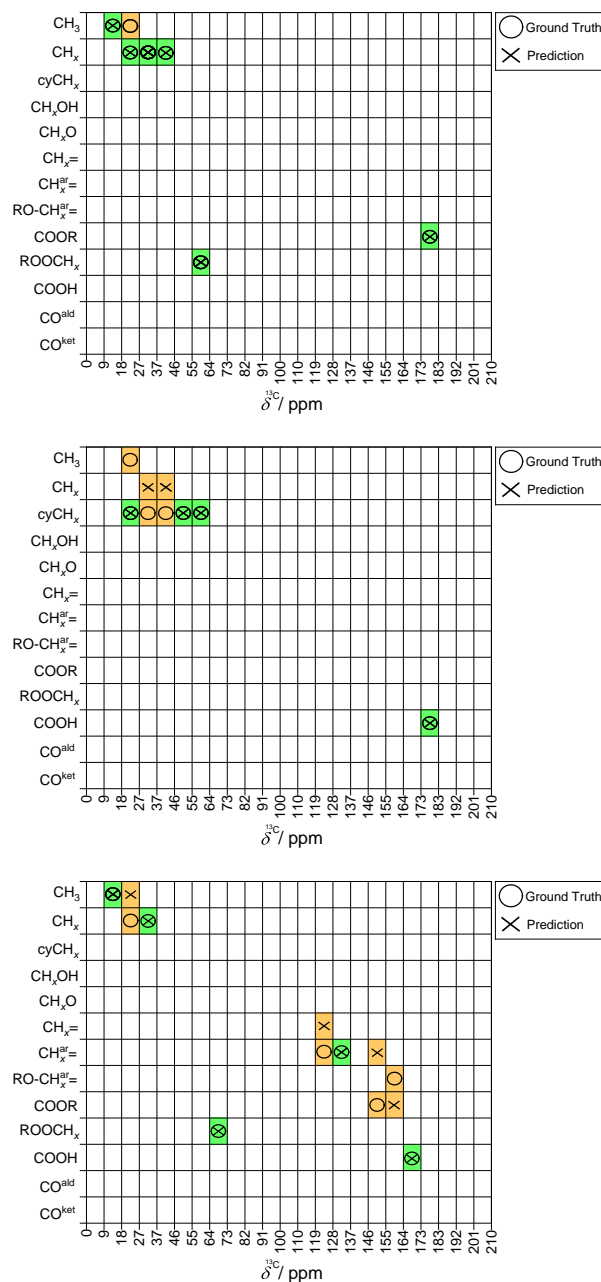 CH₃
CHₓ
cyCHₓ
CHₓOH
CHₓO
CHₓ=
CHₓᵃʳ=
RO-CHₓᵃʳ=
COOR
ROOCHₓ
COOH
COᵃˡᵈ
COᵏᵉᵗ
0 9 18 27 37 46 55 64 73 82 91 100 110 119 128 137 146 155 164 173 183 192 201 210
δ¹³C/ ppm
Ground Truth
Prediction
CH₃
CHₓ
cyCHₓ
CHₓOH
CHₓO
CHₓ=
CHₓᵃʳ=
RO-CHₓᵃʳ=
COOR
ROOCHₓ
COOH
COᵃˡᵈ
COᵏᵉᵗ
0 9 18 27 37 46 55 64 73 82 91 100 110 119 128 137 146 155 164 173 183 192 201 210
δ¹³C/ ppm
Ground Truth
Prediction
CH₃
CHₓ
cyCHₓ
CHₓOH
CHₓO
CHₓ=
CHₓᵃʳ=
RO-CHₓᵃʳ=
COOR
ROOCHₓ
COOH
COᵃˡᵈ
COᵏᵉᵗ
0 9 18 27 37 46 55 64 73 82 91 100 110 119 128 137 146 155 164 173 183 192 201 210
δ¹³C/ ppm
Ground Truth
Prediction